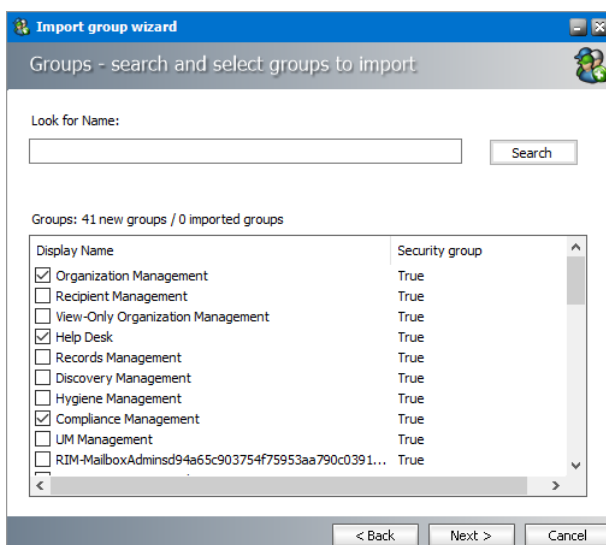 Import group wizard
Groups - search and select groups to import
Look for Name:
Search
Groups: 41 new groups / 0 imported groups
Display Name Security group
Organization Management True
Recipient Management True
View-Only Organization Management True
Help Desk True
Records Management True
Discovery Management True
Hygiene Management True
Compliance Management True
UM Management True
RIM-MailboxAdminsd94a65c903754f75953aa790c0391... True
< Back Next > Cancel